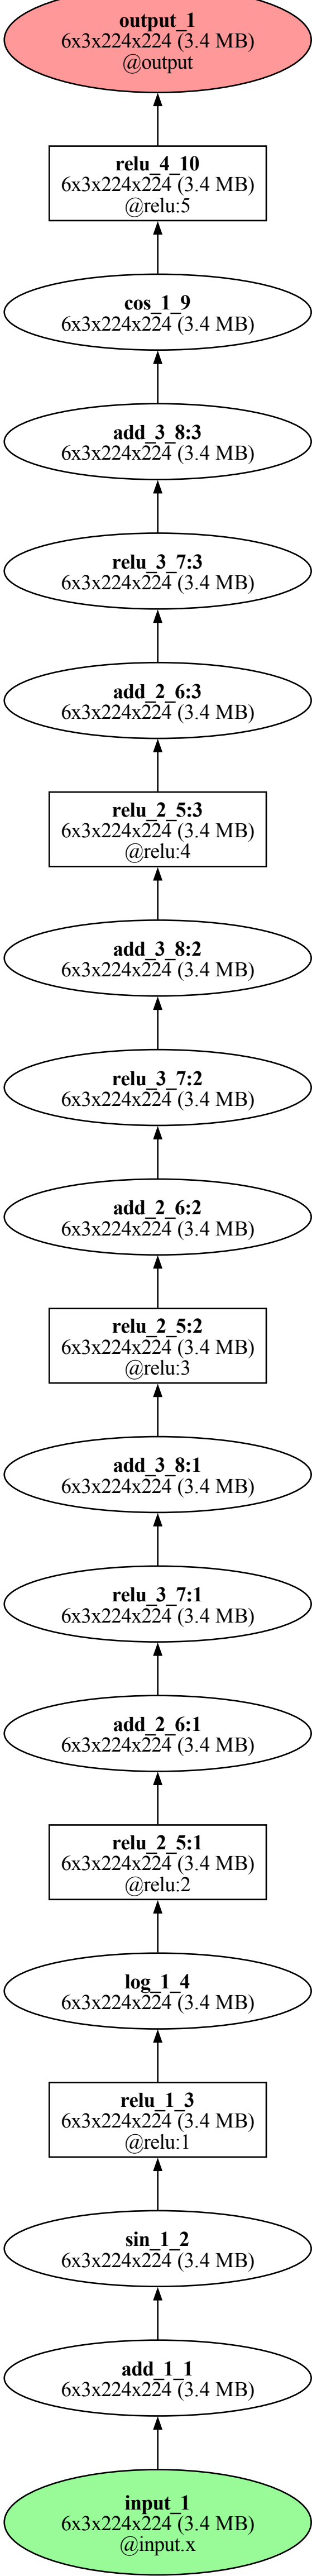 output_1
6x3x224x224 (3.4 MB)
@output
relu_4_10
6x3x224x224 (3.4 MB)
@relu:5
cos_1_9
6x3x224x224 (3.4 MB)
add_3_8:3
6x3x224x224 (3.4 MB)
relu_3_7:3
6x3x224x224 (3.4 MB)
add_2_6:3
6x3x224x224 (3.4 MB)
relu_2_5:3
6x3x224x224 (3.4 MB)
@relu:4
add_3_8:2
6x3x224x224 (3.4 MB)
relu_3_7:2
6x3x224x224 (3.4 MB)
add_2_6:2
6x3x224x224 (3.4 MB)
relu_2_5:2
6x3x224x224 (3.4 MB)
@relu:3
add_3_8:1
6x3x224x224 (3.4 MB)
relu_3_7:1
6x3x224x224 (3.4 MB)
add_2_6:1
6x3x224x224 (3.4 MB)
relu_2_5:1
6x3x224x224 (3.4 MB)
@relu:2
log_1_4
6x3x224x224 (3.4 MB)
relu_1_3
6x3x224x224 (3.4 MB)
@relu:1
sin_1_2
6x3x224x224 (3.4 MB)
add_1_1
6x3x224x224 (3.4 MB)
input_1
6x3x224x224 (3.4 MB)
@input.x